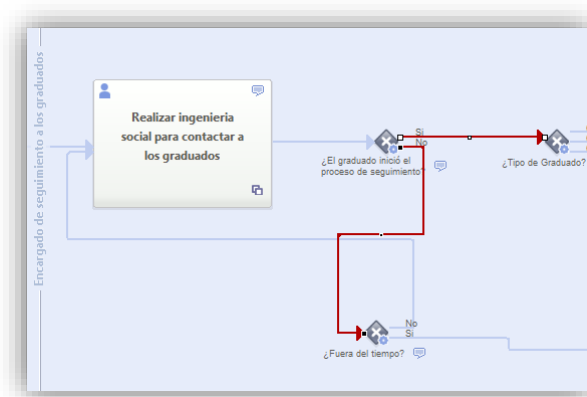 Encargado de seguimiento a los graduados
Realizar ingenieria
social para contactar a
los graduados
Si
No
¿El graduado inició el
proceso de seguimiento?
¿Tipo de Graduado?
No
Si
¿Fuera del tiempo?